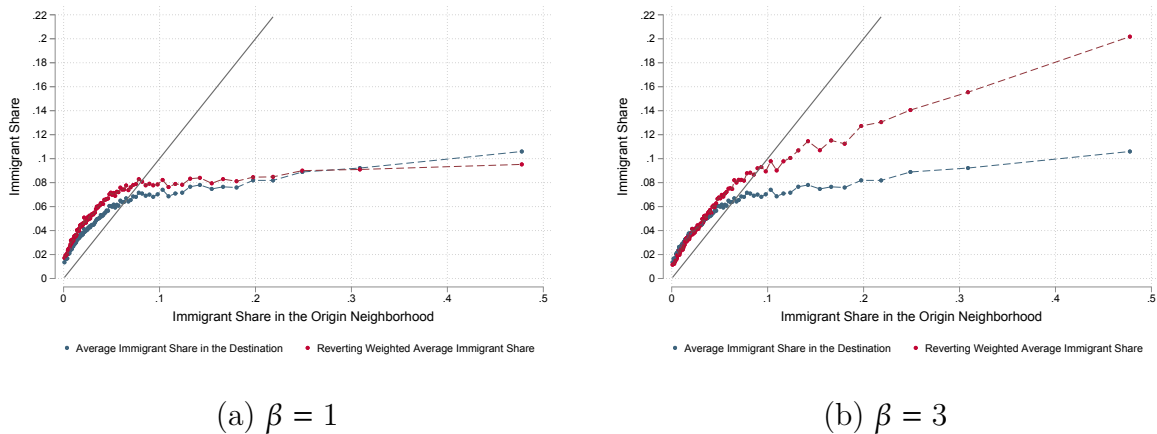 .22
.2
.18
.16
.14
.12
.1
.08
.06
.04
.02
0
Immigrant Share
0 .1 .2 .3 .4 .5
Immigrant Share in the Origin Neighborhood
Average Immigrant Share in the Destination Reverting Weighted Average Immigrant Share
(a) β = 1
.22
.2
.18
.16
.14
.12
.1
.08
.06
.04
.02
0
Immigrant Share
0 .1 .2 .3 .4 .5
Immigrant Share in the Origin Neighborhood
Average Immigrant Share in the Destination Reverting Weighted Average Immigrant Share
(b) β = 3